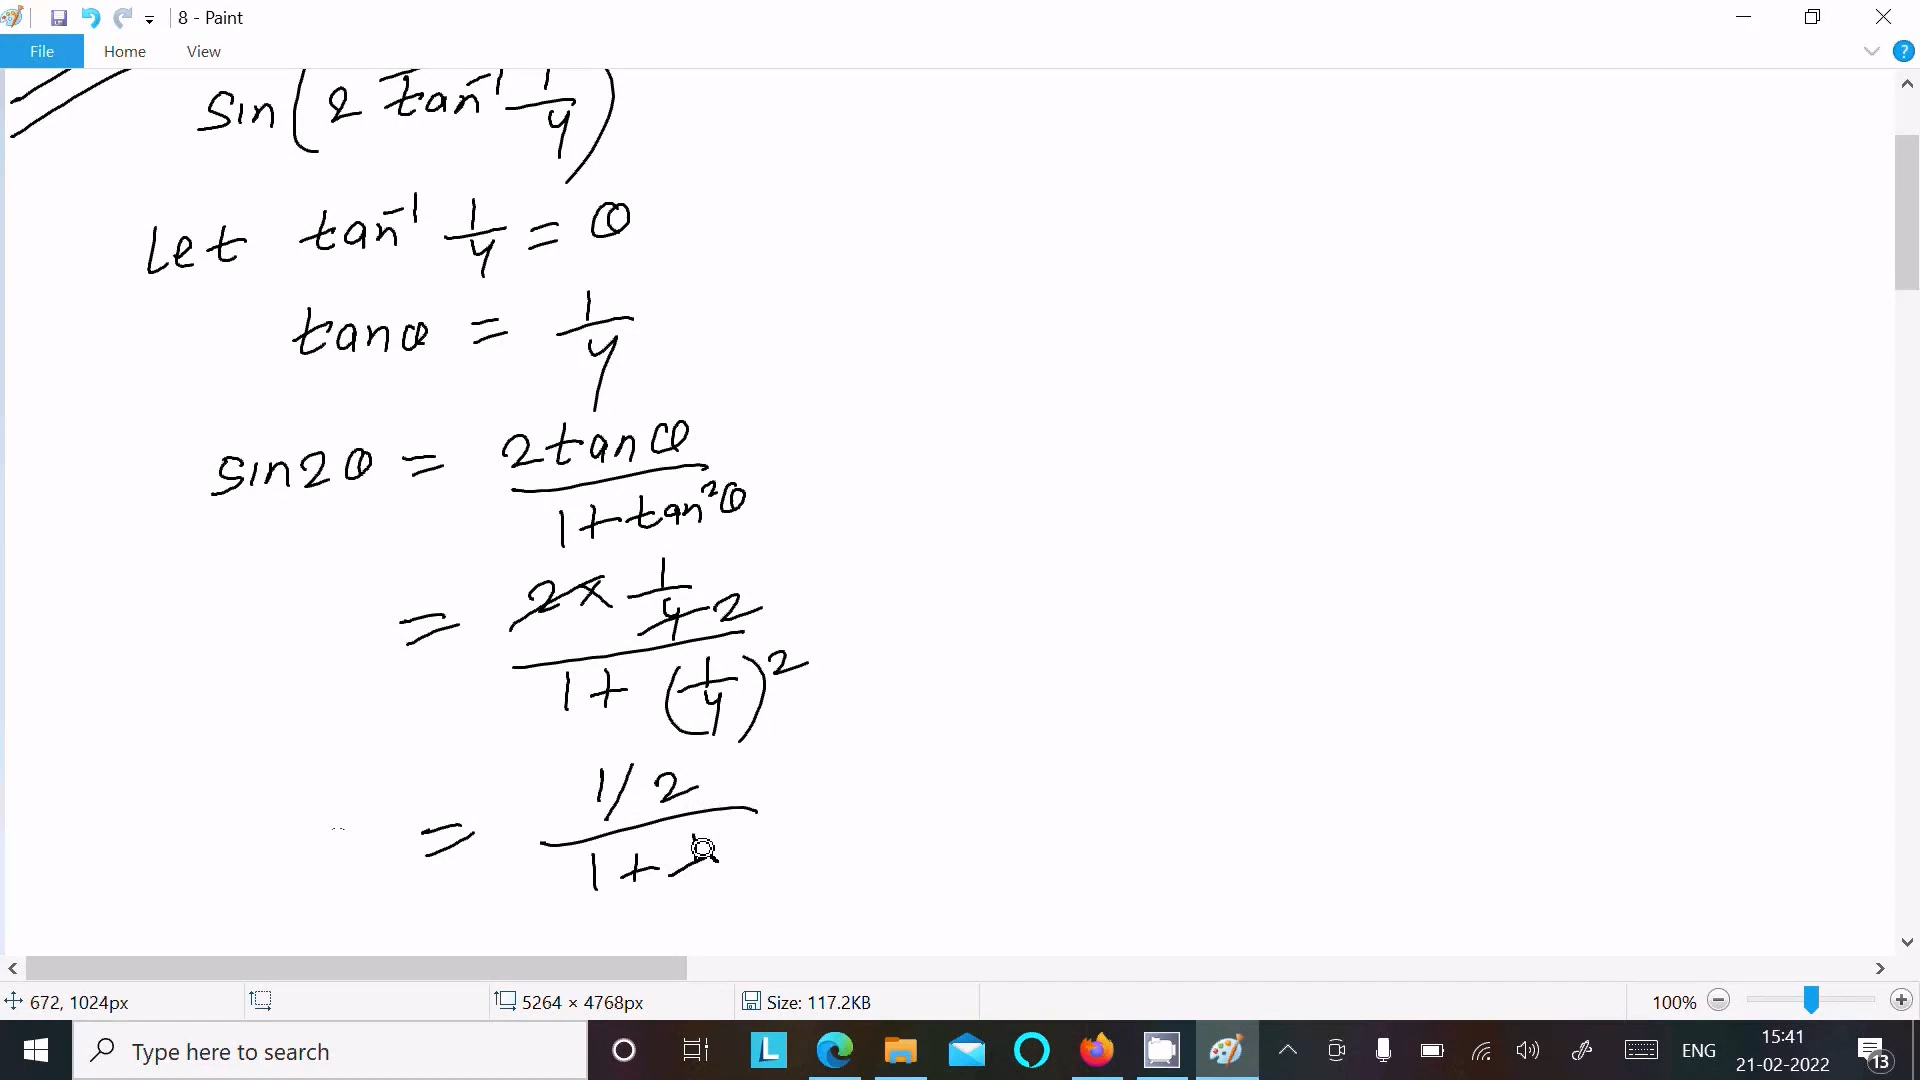 8 - Paint
File Home View
sin(2 tan⁻¹ 1/4)
Let tan⁻¹ 1/4 = θ
tanθ = 1/4
sin2θ = 2tanθ / 1+tan²θ
= 2× 1/4 2 / 1+(1/4)²
= 1/2 / 1+
672, 1024px 5264 × 4768px Size: 117.2KB 100%
Type here to search L ENG 15:41 21-02-2022 13